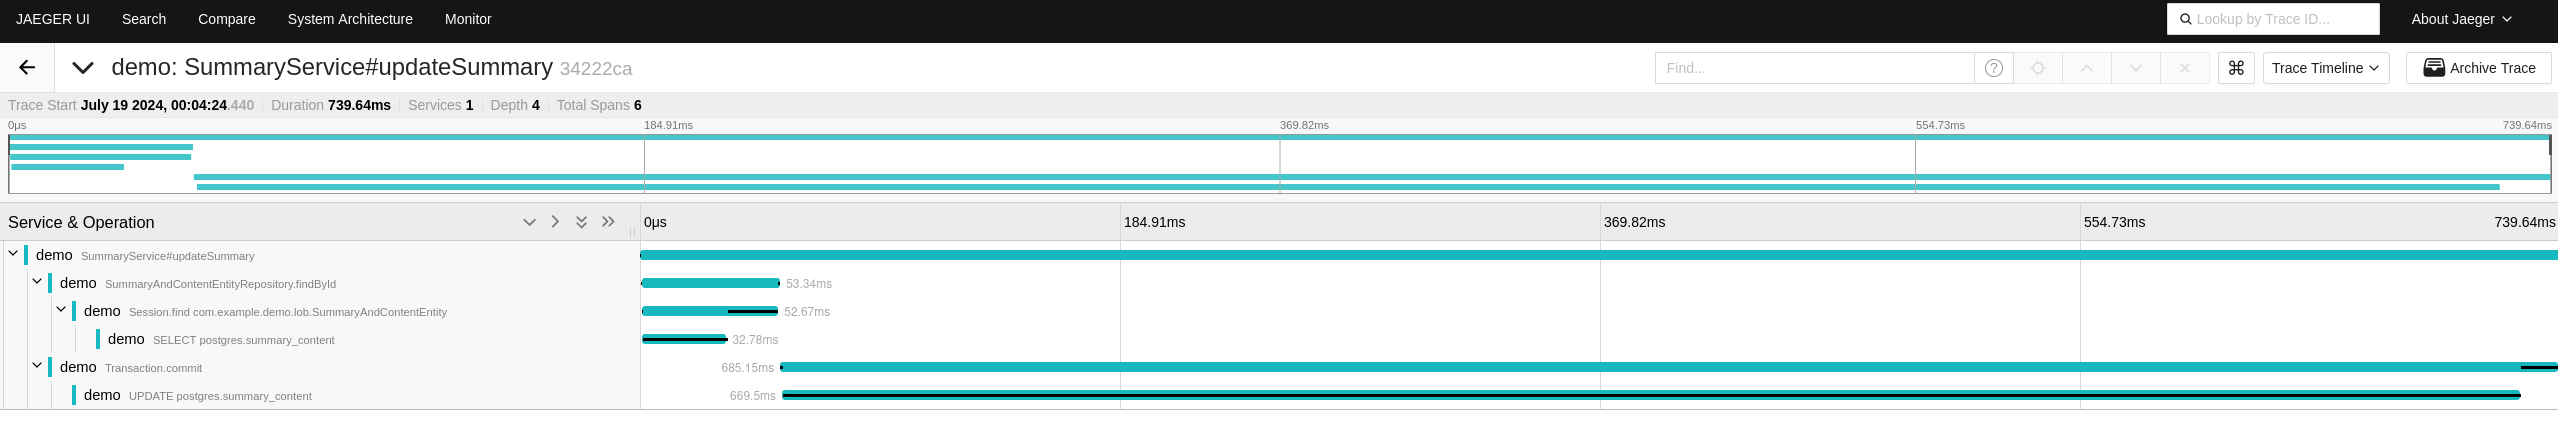 JAEGER UI Search Compare System Architecture Monitor Lookup by Trace ID... About Jaeger
demo: SummaryService#updateSummary 34222ca Find... ? ⌘ Trace Timeline Archive Trace
Trace Start July 19 2024, 00:04:24.440 Duration 739.64ms Services 1 Depth 4 Total Spans 6
0μs 184.91ms 369.82ms 554.73ms 739.64ms
Service & Operation 0μs 184.91ms 369.82ms 554.73ms 739.64ms
demo SummaryService#updateSummary
demo SummaryAndContentEntityRepository.findById 53.34ms
demo Session.find com.example.demo.lob.SummaryAndContentEntity 52.67ms
demo SELECT postgres.summary_content 32.78ms
demo Transaction.commit 685.15ms
demo UPDATE postgres.summary_content 669.5ms